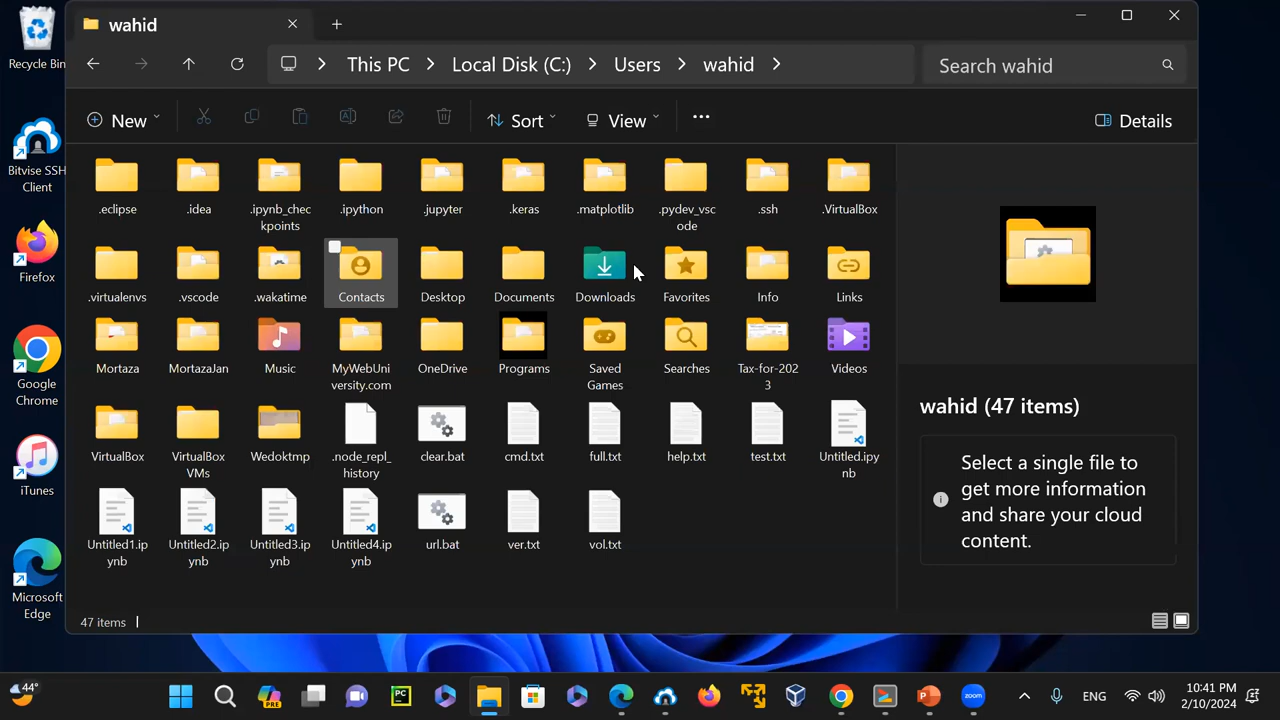 wahid
This PC
Local Disk (C:)
Users
wahid
Search wahid
New
Sort
View
Details
.eclipse
.idea
.ipynb_che
ckpoints
.ipython
.jupyter
.keras
.matplotlib
.pydev_vsc
ode
.ssh
.VirtualBox
.virtualenvs
.vscode
.wakatime
Contacts
Desktop
Documents
Downloads
Favorites
Info
Links
Mortaza
MortazaJan
Music
MyWebUni
versity.com
OneDrive
Programs
Saved
Games
Searches
Tax-for-202
3
Videos
VirtualBox
VirtualBox
VMs
Wedoktmp
.node_repl_
history
clear.bat
cmd.txt
full.txt
help.txt
test.txt
Untitled.ipy
nb
Untitled1.ip
ynb
Untitled2.ip
ynb
Untitled3.ip
ynb
Untitled4.ip
ynb
url.bat
ver.txt
vol.txt
wahid (47 items)
Select a single file to
get more information
and share your cloud
content.
47 items
Recycle Bin
Bitvise SSH
Client
Firefox
Google
Chrome
iTunes
Microsoft
Edge
44°
PRE
PC
zoom
ENG
10:41 PM
2/10/2024